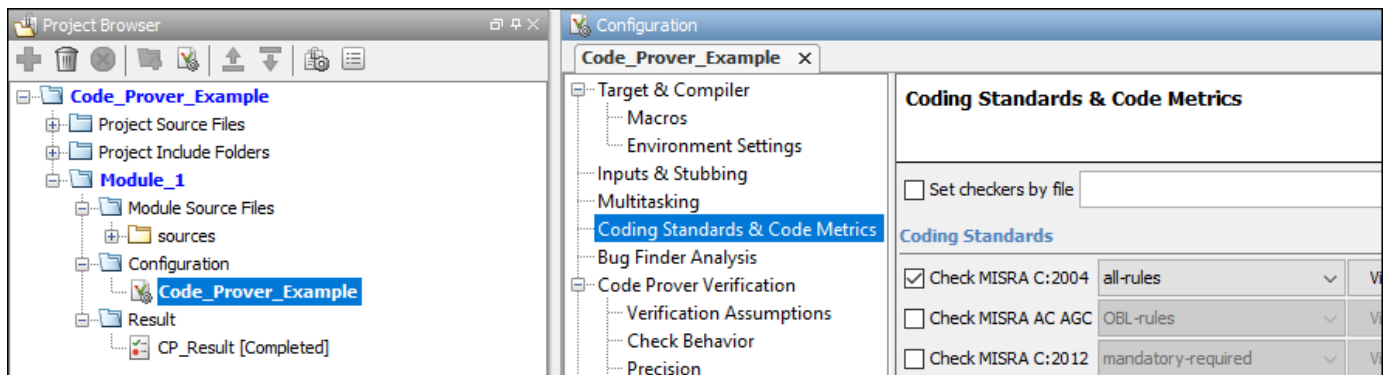 Project Browser
Code_Prover_Example
Project Source Files
Project Include Folders
Module_1
Module Source Files
sources
Configuration
Code_Prover_Example
Result
CP_Result [Completed]
Configuration
Code_Prover_Example
Target & Compiler
Macros
Environment Settings
Inputs & Stubbing
Multitasking
Coding Standards & Code Metrics
Bug Finder Analysis
Code Prover Verification
Verification Assumptions
Check Behavior
Precision
Coding Standards & Code Metrics
Set checkers by file
Coding Standards
Check MISRA C:2004 all-rules
Check MISRA AC AGC OBL-rules
Check MISRA C:2012 mandatory-required